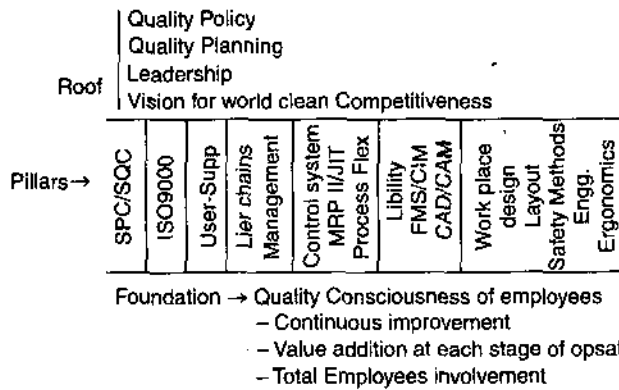 Quality Policy
Quality Planning
Roof
Leadership
Vision for world clean Competitiveness
Pillars→
SPC/SQC
ISO9000
User-Supp
Lier chains
Management
Control system
MRP II/JIT
Process Flex
Libility
FMS/CIM
CAD/CAM
Work place
design
Layout
Safety Methods
Engg.
Ergonomics
Foundation → Quality Consciousness of employees
– Continuous improvement
– Value addition at each stage of opsat
– Total Employees involvement